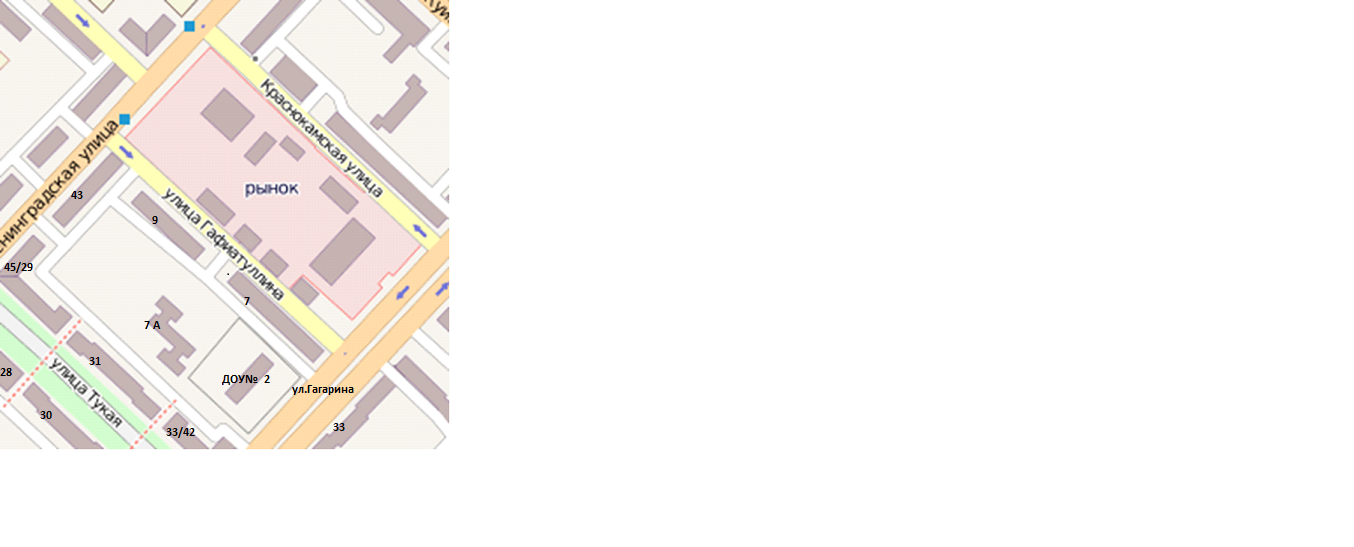 Краснокамская улица
43
рынок
9
улица Гафиатуллина
45/29
7
7 А
31
28
ДОУ№ 2
ул.Гагарина
улица Тукая
30
33/42
33